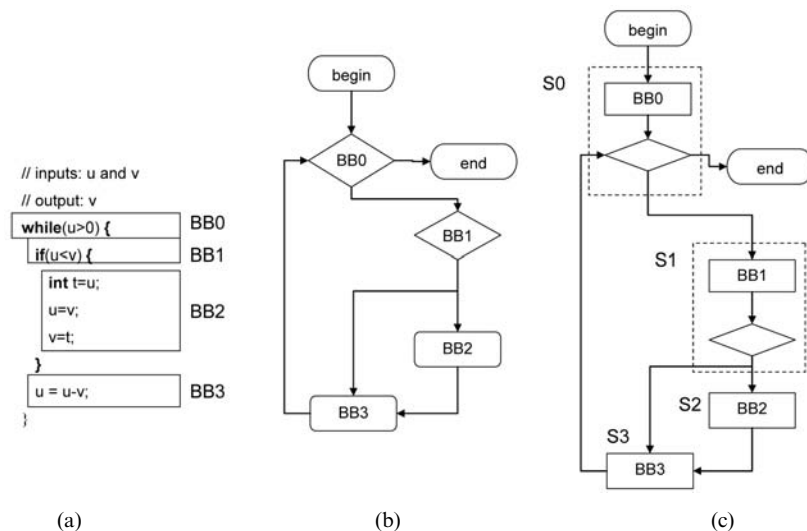 // inputs: u and v
// output: v
while(u>0) { BB0
if(u<v) { BB1
int t=u;
u=v; BB2
v=t;
}
u = u-v; BB3
}
(a)
begin
BB0
end
BB1
BB2
BB3
(b)
begin
S0
BB0
end
S1
BB1
S2
BB2
S3
BB3
(c)